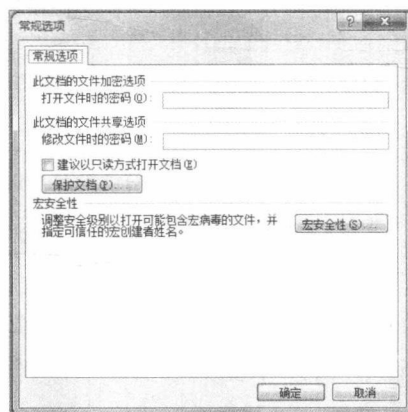 常规选项
常规选项
此文档的文件加密选项
打开文件时的密码(O):
此文档的文件共享选项
修改文件时的密码(M):
建议以只读方式打开文档(E)
保护文档(P)...
宏安全性
调整安全级别以打开可能包含宏病毒的文件，并
指定可信任的宏创建者姓名。
宏安全性(S)...
确定
取消